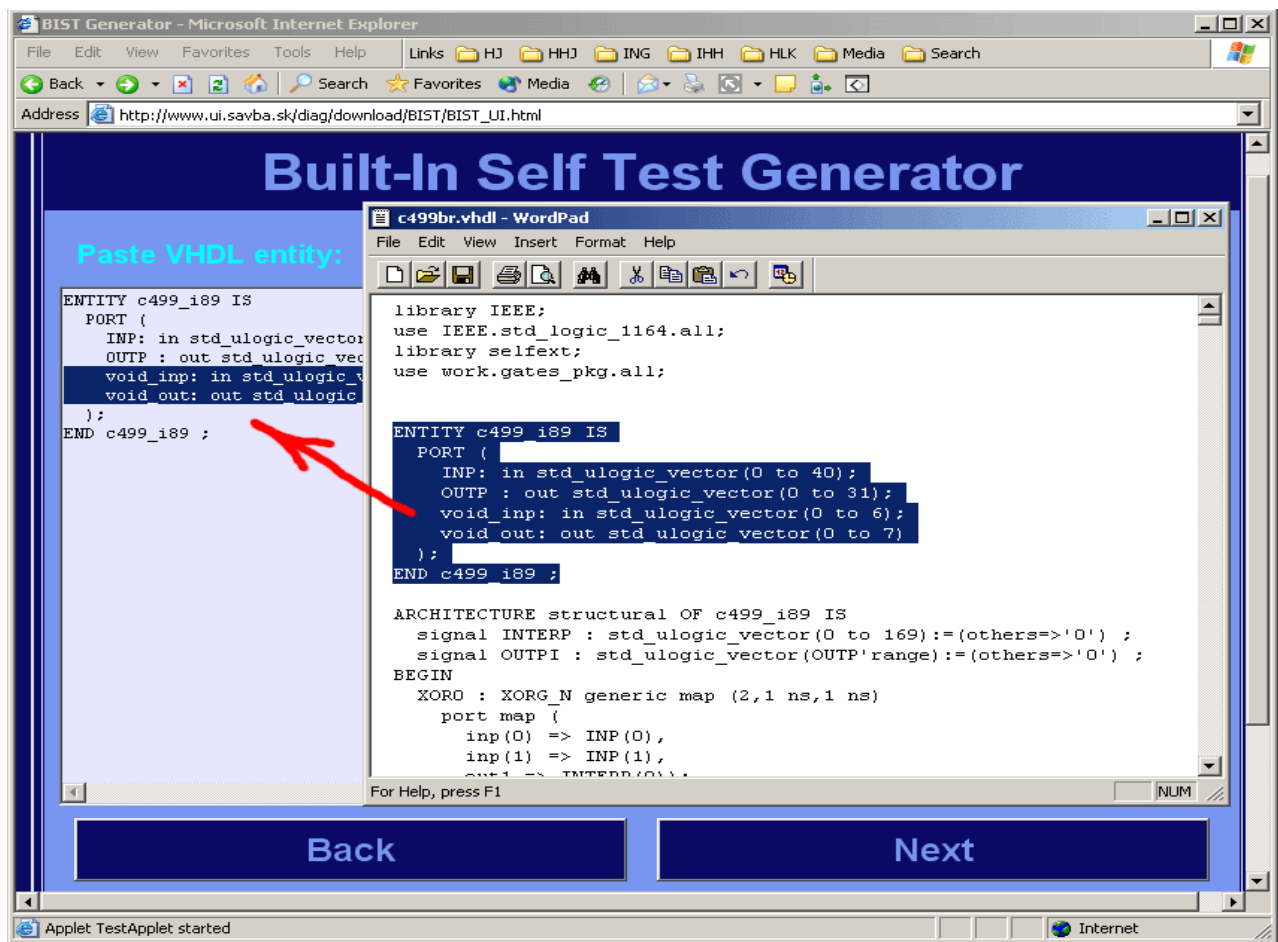 BIST Generator - Microsoft Internet Explorer
File Edit View Favorites Tools Help Links HJ HHJ ING IHH HLK Media Search
Back Search Favorites Media
Address http://www.ui.savba.sk/diag/download/BIST/BIST_UI.html
Built-In Self Test Generator
Paste VHDL entity:
ENTITY c499_i89 IS
PORT (
INP: in std_ulogic_vector
OUTP : out std_ulogic_vec
void_inp: in std_ulogic_v
void_out: out std_ulogic
);
END c499_i89 ;
c499br.vhdl - WordPad
File Edit View Insert Format Help
library IEEE;
use IEEE.std_logic_1164.all;
library selfext;
use work.gates_pkg.all;
ENTITY c499_i89 IS
PORT (
INP: in std_ulogic_vector(0 to 40);
OUTP : out std_ulogic_vector(0 to 31);
void_inp: in std_ulogic_vector(0 to 6);
void_out: out std_ulogic_vector(0 to 7)
);
END c499_i89 ;
ARCHITECTURE structural OF c499_i89 IS
signal INTERP : std_ulogic_vector(0 to 169):=(others=>'0') ;
signal OUTPI : std_ulogic_vector(OUTP'range):=(others=>'0') ;
BEGIN
XOR0 : XORG_N generic map (2,1 ns,1 ns)
port map (
inp(0) => INP(0),
inp(1) => INP(1),
out1 => INTERP(0));
For Help, press F1 NUM
Back Next
Applet TestApplet started Internet